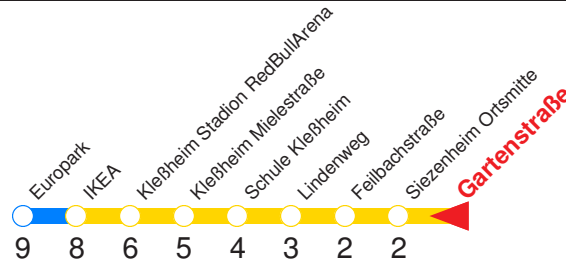 Europark
IKEA
Kleßheim Stadion RedBullArena
Kleßheim Mielestraße
Schule Kleßheim
Lindenweg
Feilbachstraße
Siezenheim Ortsmitte
Gartenstraße
9 8 6 5 4 3 2 2